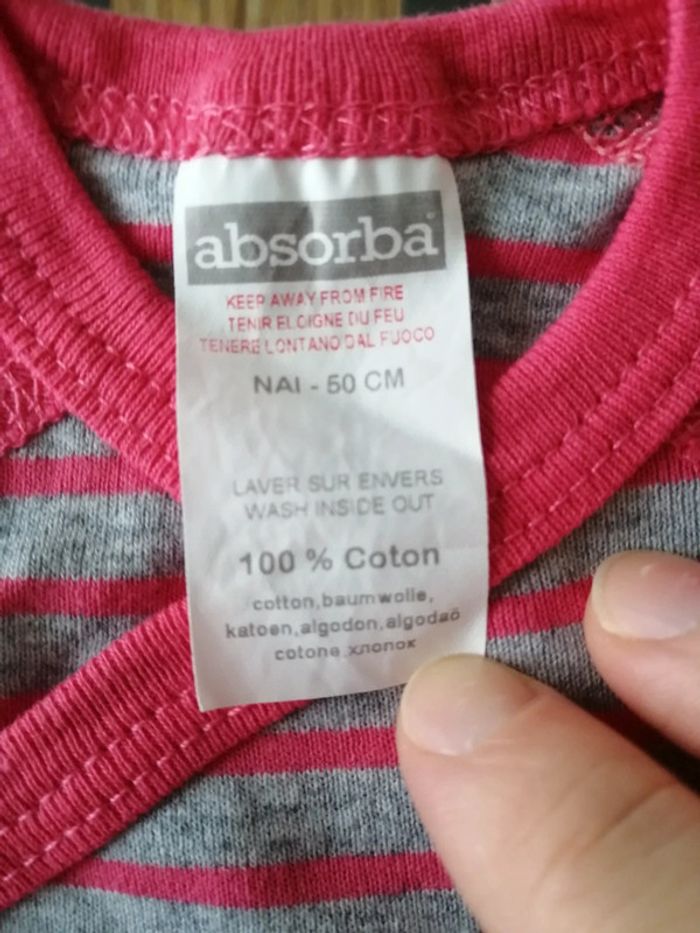 absorba
KEEP AWAY FROM FIRE
TENIR ELOIGNE DU FEU
TENERE LONTANO DAL FUOCO
NAI - 50 CM
LAVER SUR ENVERS
WASH INSIDE OUT
100 % Coton
cotton,baumwolle,
katoen,algodon,algodaõ
cotone,хлопок